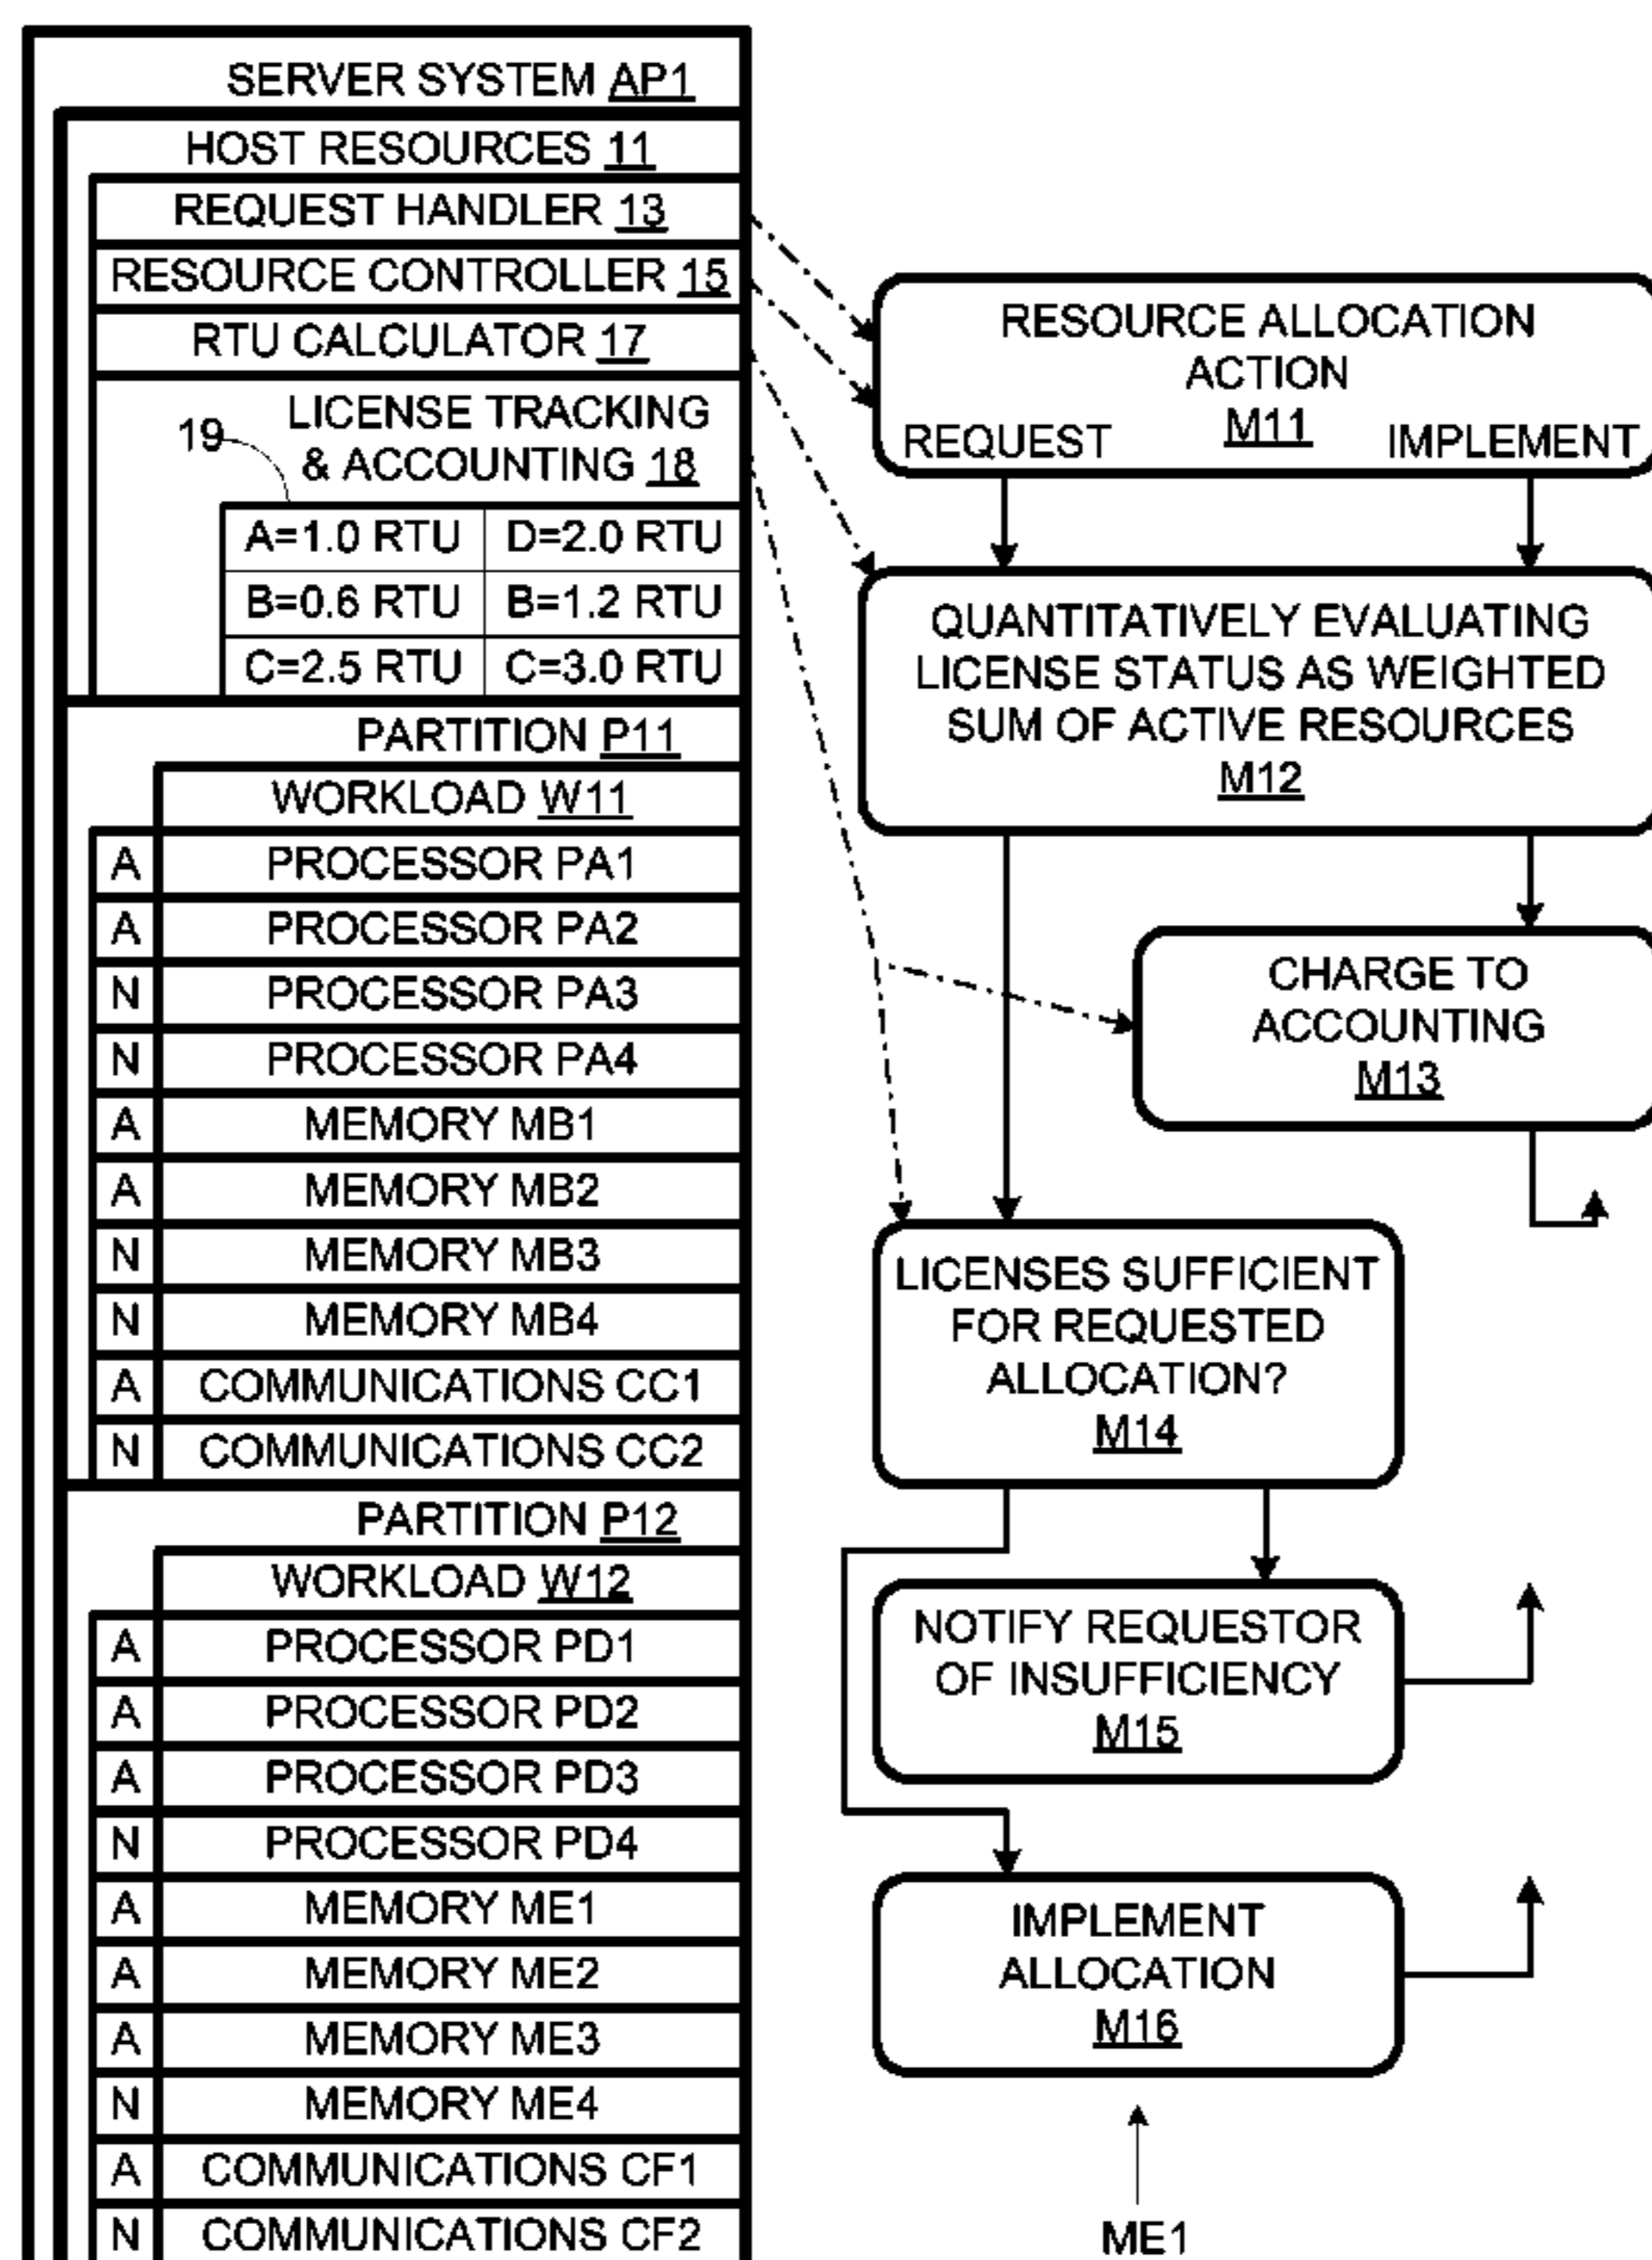 SERVER SYSTEM AP1
HOST RESOURCES 11
REQUEST HANDLER 13
RESOURCE CONTROLLER 15
RTU CALCULATOR 17
LICENSE TRACKING
& ACCOUNTING 18
19
A=1.0 RTU D=2.0 RTU
B=0.6 RTU B=1.2 RTU
C=2.5 RTU C=3.0 RTU
PARTITION P11
WORKLOAD W11
A PROCESSOR PA1
A PROCESSOR PA2
N PROCESSOR PA3
N PROCESSOR PA4
A MEMORY MB1
A MEMORY MB2
N MEMORY MB3
N MEMORY MB4
A COMMUNICATIONS CC1
N COMMUNICATIONS CC2
PARTITION P12
WORKLOAD W12
A PROCESSOR PD1
A PROCESSOR PD2
A PROCESSOR PD3
N PROCESSOR PD4
A MEMORY ME1
A MEMORY ME2
A MEMORY ME3
N MEMORY ME4
A COMMUNICATIONS CF1
N COMMUNICATIONS CF2
RESOURCE ALLOCATION
ACTION
REQUEST M11 IMPLEMENT
QUANTITATIVELY EVALUATING
LICENSE STATUS AS WEIGHTED
SUM OF ACTIVE RESOURCES
M12
CHARGE TO
ACCOUNTING
M13
LICENSES SUFFICIENT
FOR REQUESTED
ALLOCATION?
M14
NOTIFY REQUESTOR
OF INSUFFICIENCY
M15
IMPLEMENT
ALLOCATION
M16
ME1